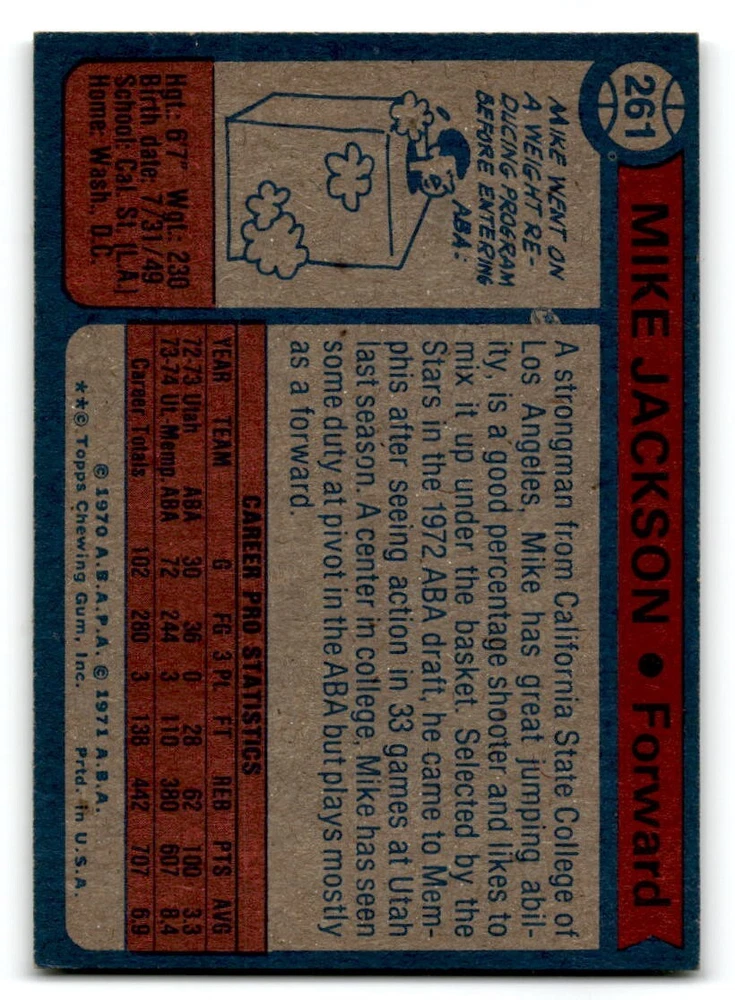 261
MIKE JACKSON • Forward
MIKE WENT ON
A WEIGHT RE-
DUCING PROGRAM
BEFORE ENTERING
ABA.
Hgt.: 6'7" Wgt.: 230
Birth date: 7/31/49
School: Cal. St. (L.A.)
Home: Wash., D.C.
A strongman from California State College of
Los Angeles, Mike has great jumping abil-
ity, is a good percentage shooter and likes to
mix it up under the basket. Selected by the
Stars in the 1972 ABA draft, he came to Mem-
phis after seeing action in 33 games at Utah
last season. A center in college, Mike has seen
some duty at pivot in the ABA but plays mostly
as a forward.
CAREER PRO STATISTICS
YEAR TEAM G FG 3 PL FT REB PTS AVG
72-73 Utah ABA 30 36 0 28 62 100 3.3
73-74 Ut.-Memp. ABA 72 244 3 110 380 607 8.4
Career Totals 102 280 3 138 442 707 6.9
© 1970 A.B.A.P.A. © 1971 A.B.A.
**© Topps Chewing Gum, Inc. Prtd. in U.S.A.